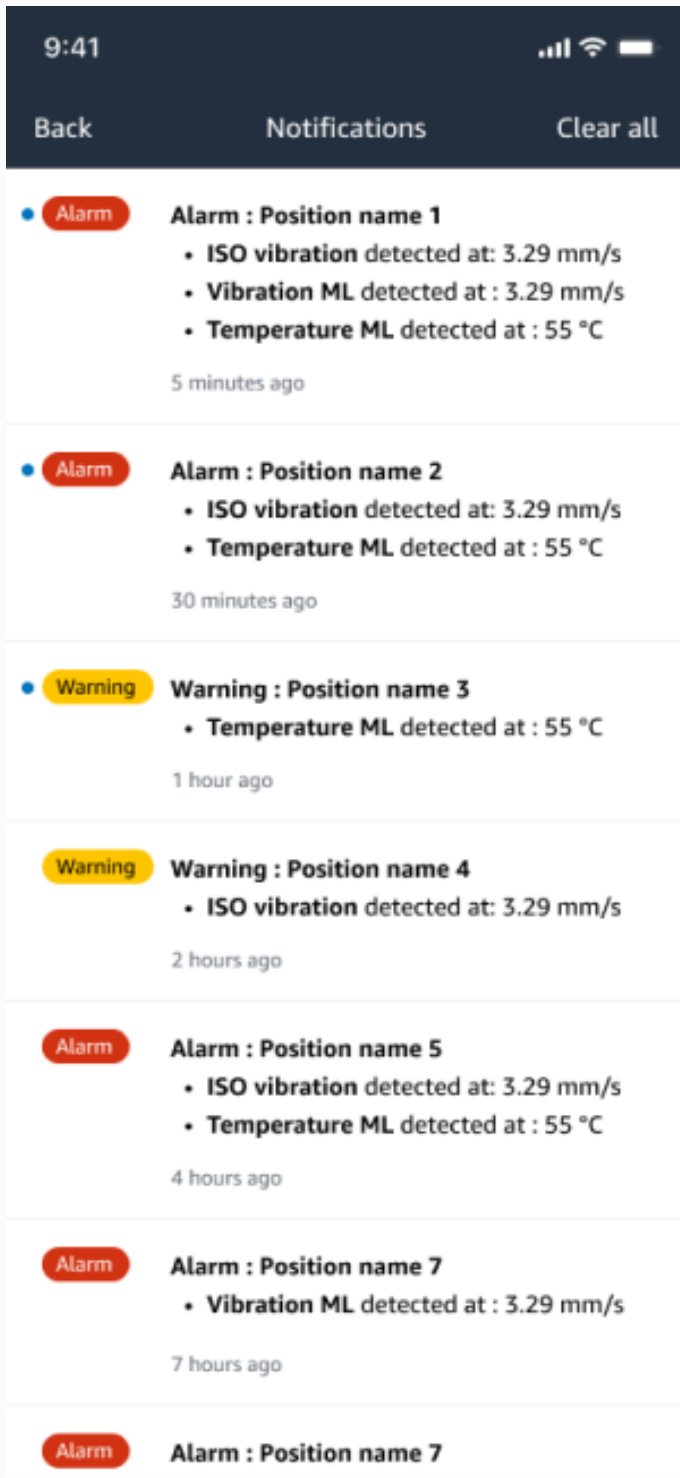 9:41
Back Notifications Clear all
Alarm Alarm : Position name 1
• ISO vibration detected at: 3.29 mm/s
• Vibration ML detected at : 3.29 mm/s
• Temperature ML detected at : 55 °C
5 minutes ago
Alarm Alarm : Position name 2
• ISO vibration detected at: 3.29 mm/s
• Temperature ML detected at : 55 °C
30 minutes ago
Warning Warning : Position name 3
• Temperature ML detected at : 55 °C
1 hour ago
Warning Warning : Position name 4
• ISO vibration detected at: 3.29 mm/s
2 hours ago
Alarm Alarm : Position name 5
• ISO vibration detected at: 3.29 mm/s
• Temperature ML detected at : 55 °C
4 hours ago
Alarm Alarm : Position name 7
• Vibration ML detected at : 3.29 mm/s
7 hours ago
Alarm Alarm : Position name 7